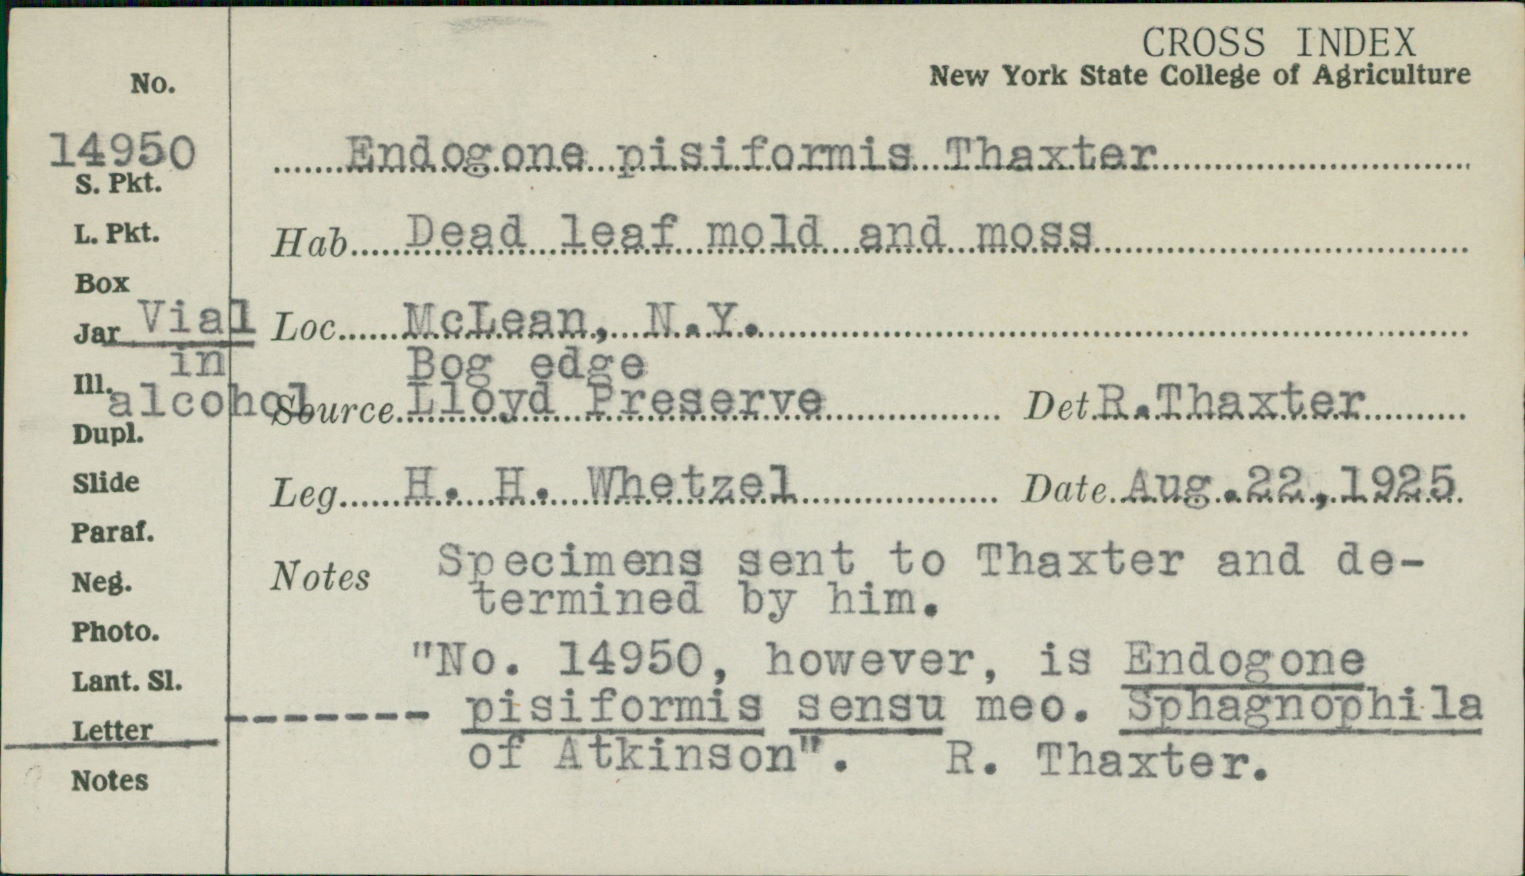 CROSS INDEX
New York State College of Agriculture
No.
14950
S. Pkt.
L. Pkt.
Box
Jar Vial
in
Ill. alcohol
Dupl.
Slide
Paraf.
Neg.
Photo.
Lant. Sl.
Letter
Notes
Endogone pisiformis Thaxter
Hab Dead leaf mold and moss
Loc McLean, N.Y.
Bog edge
Source Lloyd Preserve Det R.Thaxter
Leg H. H. Whetzel Date Aug.22,1925
Notes Specimens sent to Thaxter and de-
termined by him.
"No. 14950, however, is Endogone
------- pisiformis sensu meo. Sphagnophila
of Atkinson". R. Thaxter.